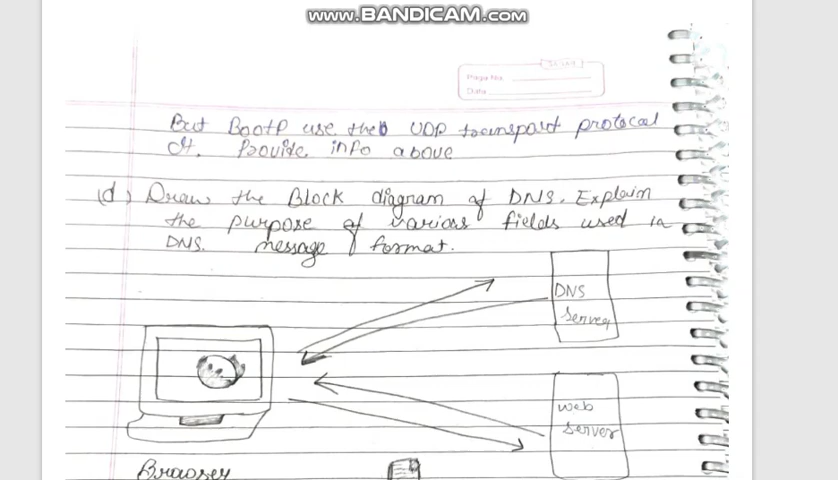 www.BANDICAM.com
Page No.
Date
But BootP use the UDP transport protocal
It. Provide info above
(d) Draw the Block diagram of DNS. Explain
the purpose of various fields used in
DNS. message format.
DNS
Server
web
Server
Browser